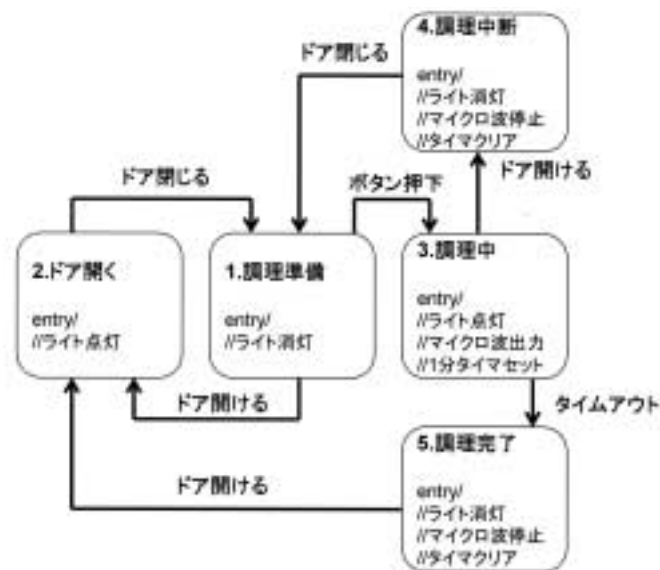 4.調理中断
entry/
//ライト消灯
//マイクロ波停止
//タイマクリア
ドア閉じる
ドア開ける
ドア閉じる
ボタン押下
2.ドア開く
entry/
//ライト点灯
1.調理準備
entry/
//ライト消灯
3.調理中
entry/
//ライト点灯
//マイクロ波出力
//1分タイマセット
ドア開ける
タイムアウト
5.調理完了
entry/
//ライト消灯
//マイクロ波停止
//タイマクリア
ドア開ける